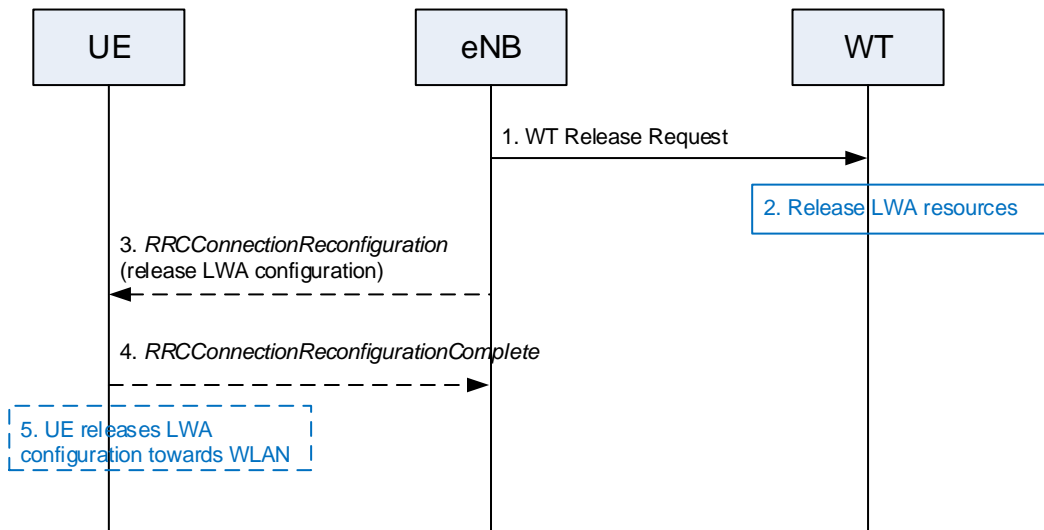 UE
eNB
WT
1. WT Release Request
2. Release LWA resources
3. RRCConnectionReconfiguration
(release LWA configuration)
4. RRCConnectionReconfigurationComplete
5. UE releases LWA
configuration towards WLAN